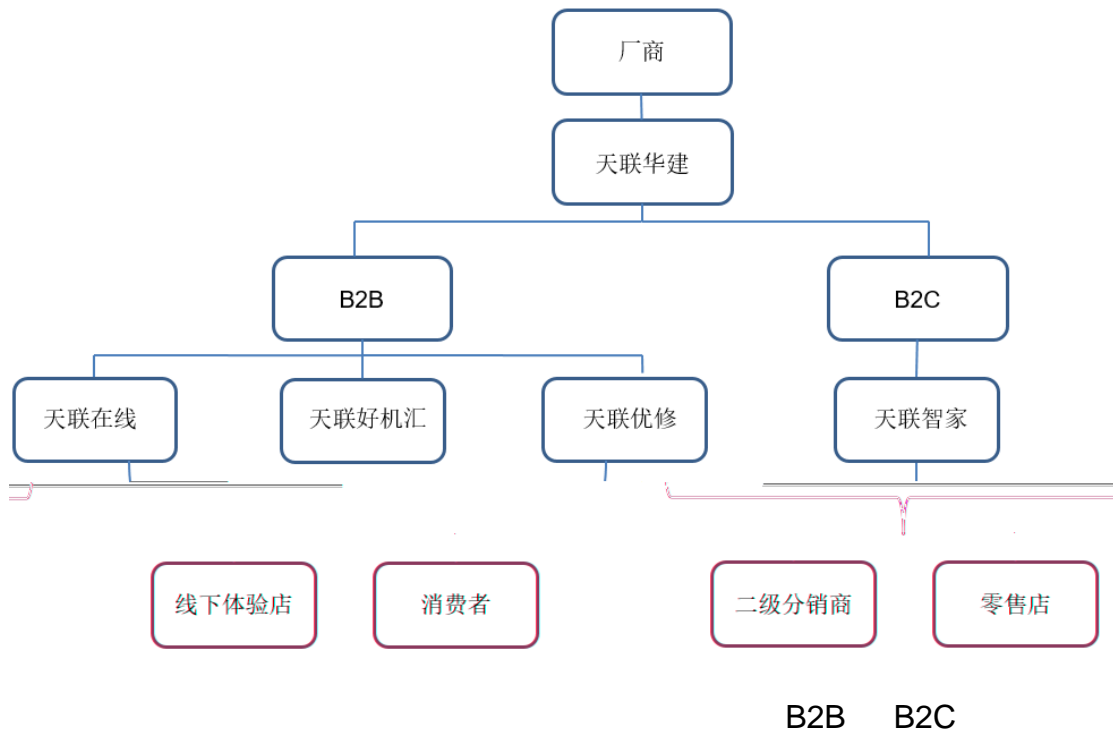 厂商
天联华建
B2B
B2C
天联在线
天联好机汇
天联优修
天联智家
线下体验店
消费者
二级分销商
零售店
B2B B2C